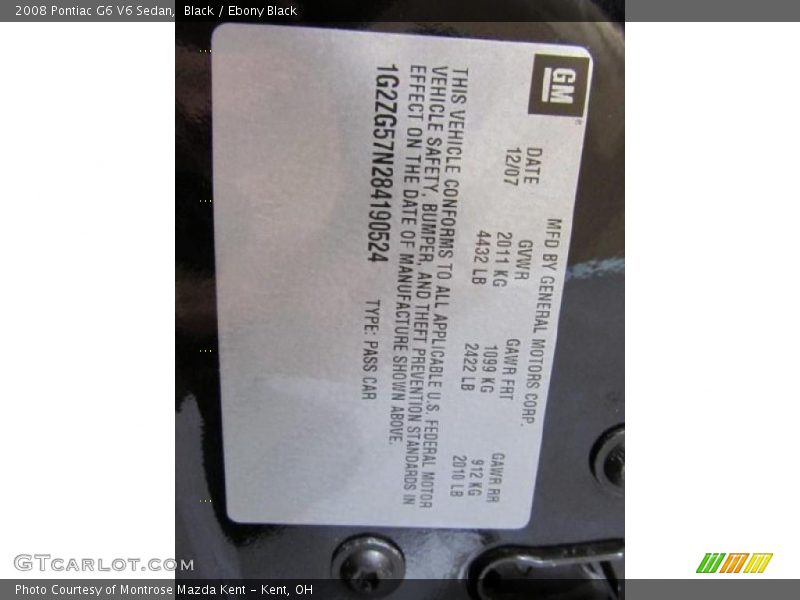 2008 Pontiac G6 V6 Sedan,  Black / Ebony Black
GM
MFD BY GENERAL MOTORS CORP.
DATE GVWR GAWR FRT GAWR RR
12/07 2011 KG 1099 KG 912 KG
4432 LB 2422 LB 2010 LB
THIS VEHICLE CONFORMS TO ALL APPLICABLE U.S. FEDERAL MOTOR
VEHICLE SAFETY, BUMPER, AND THEFT PREVENTION STANDARDS IN
EFFECT ON THE DATE OF MANUFACTURE SHOWN ABOVE.
1G2ZG57N284190524 TYPE: PASS CAR
GTcarlot.com
Photo Courtesy of Montrose Mazda Kent - Kent, OH